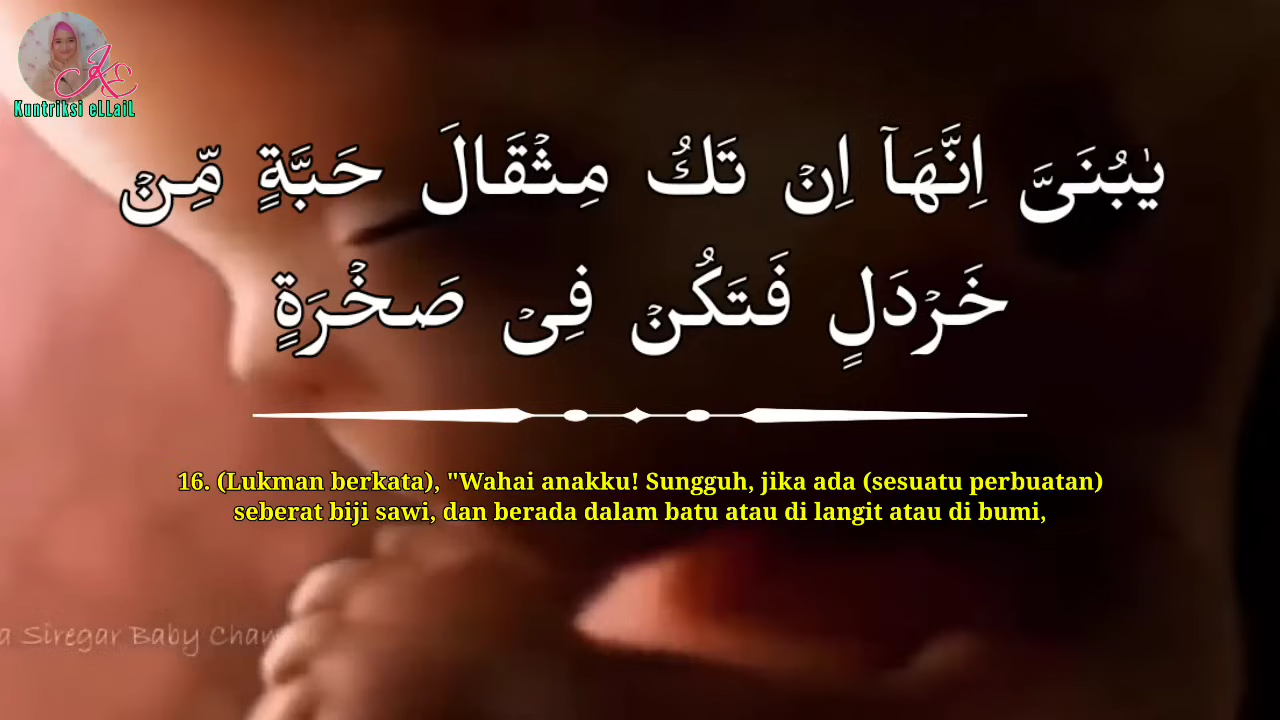 Kuntriksi eLLaiL
يٰبُنَىَّ اِنَّهَآ اِنۡ تَكُ مِثۡقَالَ حَبَّةٍ مِّنۡ
خَرۡدَلٍ فَتَكُنۡ فِىۡ صَخۡرَةٍ
16. (Lukman berkata), "Wahai anakku! Sungguh, jika ada (sesuatu perbuatan)
seberat biji sawi, dan berada dalam batu atau di langit atau di bumi,
a Siregar Baby Chan